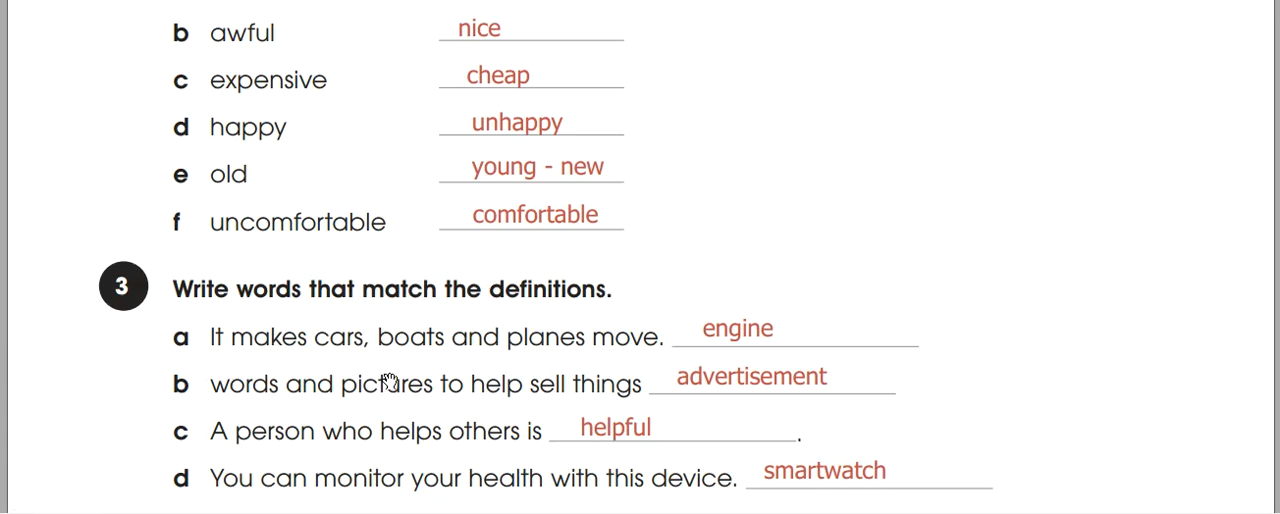 b awful nice
c expensive cheap
d happy unhappy
e old young - new
f uncomfortable comfortable
3 Write words that match the definitions.
a It makes cars, boats and planes move. engine
b words and pictures to help sell things advertisement
c A person who helps others is helpful.
d You can monitor your health with this device. smartwatch